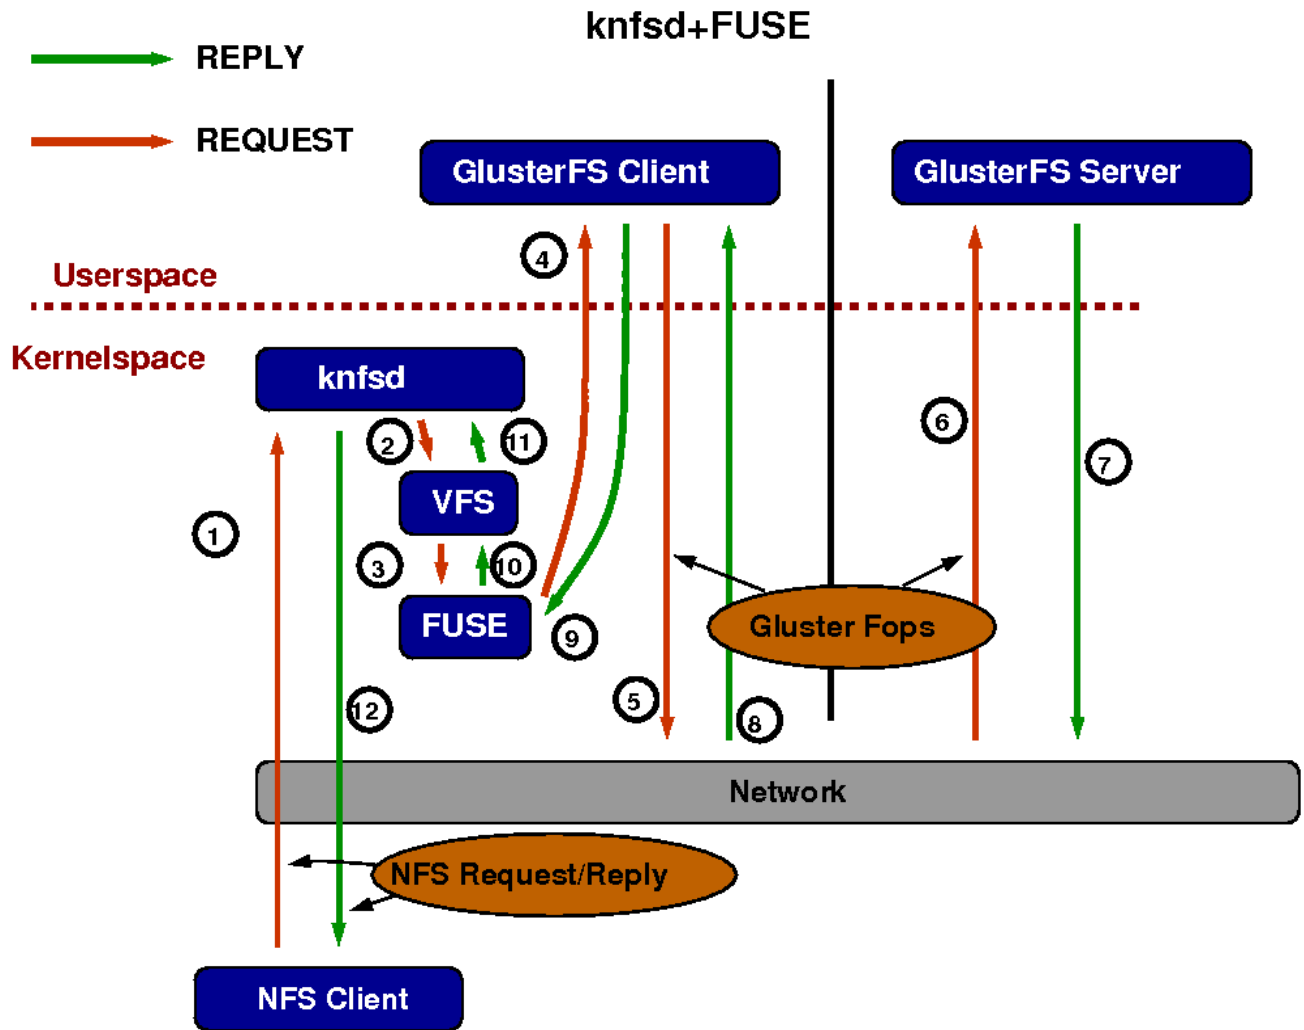 knfsd+FUSE
REPLY
REQUEST
GlusterFS Client
GlusterFS Server
4
Userspace
Kernelspace
knfsd
2
11
6
7
VFS
1
3
10
FUSE
9
Gluster Fops
5
12
8
Network
NFS Request/Reply
NFS Client